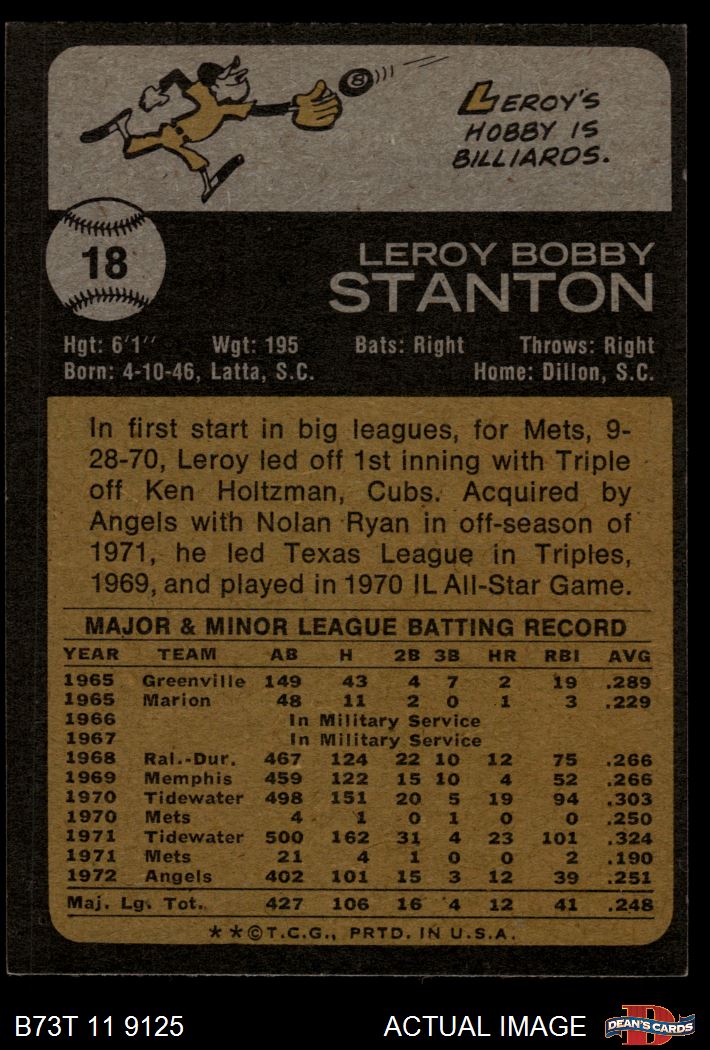 8
LEROY'S
HOBBY IS
BILLIARDS.
18
LEROY BOBBY
STANTON
Hgt: 6'1" Wgt: 195 Bats: Right Throws: Right
Born: 4-10-46, Latta, S.C. Home: Dillon, S.C.
In first start in big leagues, for Mets, 9-
28-70, Leroy led off 1st inning with Triple
off Ken Holtzman, Cubs. Acquired by
Angels with Nolan Ryan in off-season of
1971, he led Texas League in Triples,
1969, and played in 1970 IL All-Star Game.
MAJOR & MINOR LEAGUE BATTING RECORD
YEAR TEAM AB H 2B 3B HR RBI AVG
1965 Greenville 149 43 4 7 2 19 .289
1965 Marion 48 11 2 0 1 3 .229
1966 In Military Service
1967 In Military Service
1968 Ral.-Dur. 467 124 22 10 12 75 .266
1969 Memphis 459 122 15 10 4 52 .266
1970 Tidewater 498 151 20 5 19 94 .303
1970 Mets 4 1 0 1 0 0 .250
1971 Tidewater 500 162 31 4 23 101 .324
1971 Mets 21 4 1 0 0 2 .190
1972 Angels 402 101 15 3 12 39 .251
Maj. Lg. Tot. 427 106 16 4 12 41 .248
**©T.C.G., PRTD. IN U.S.A.
B73T 11 9125 ACTUAL IMAGE D DEAN'S CARDS